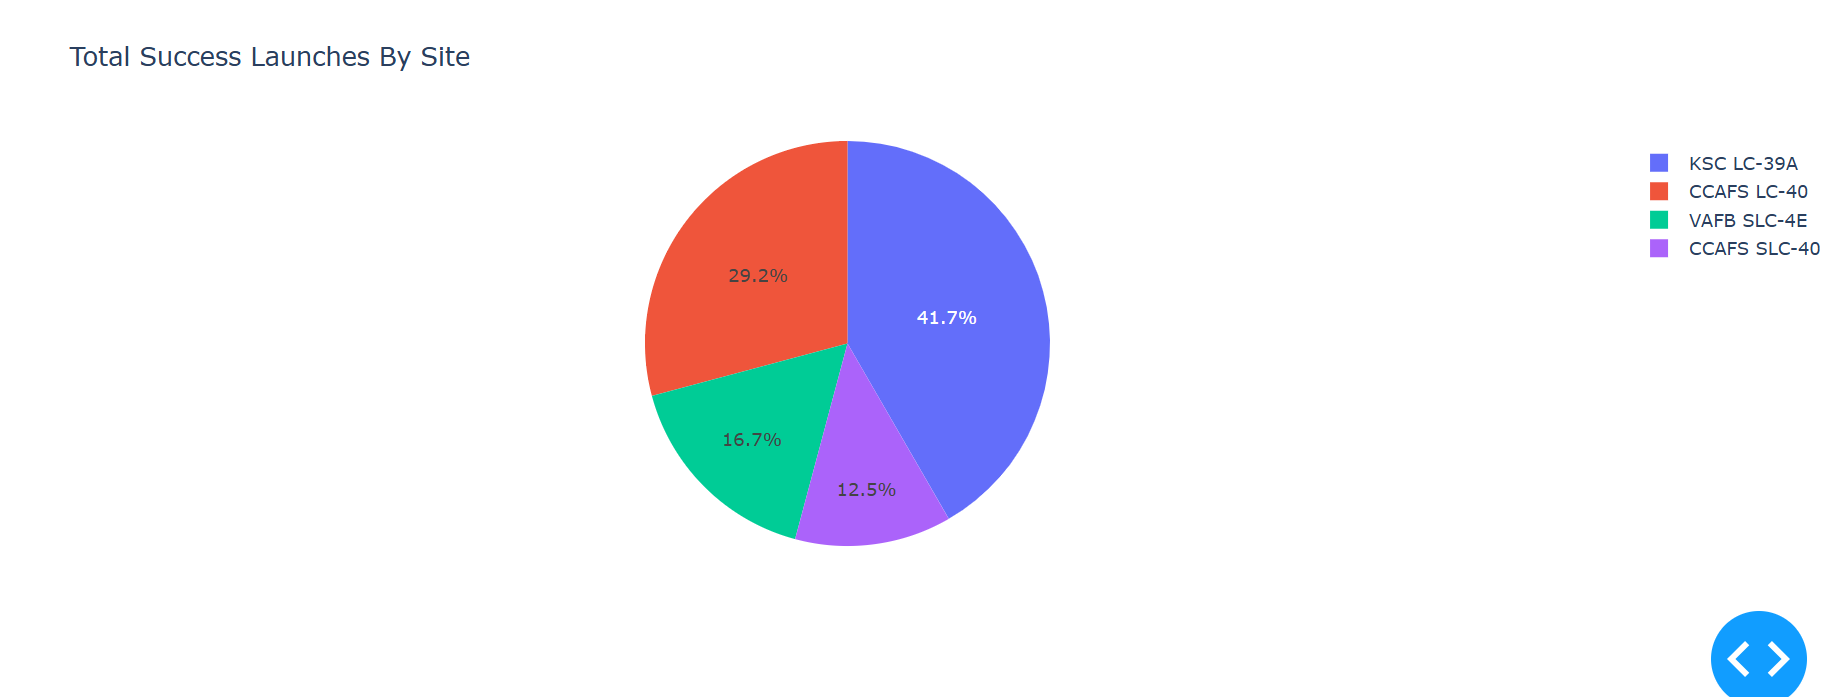 Total Success Launches By Site
KSC LC-39A
CCAFS LC-40
VAFB SLC-4E
CCAFS SLC-40
29.2%
41.7%
16.7%
12.5%